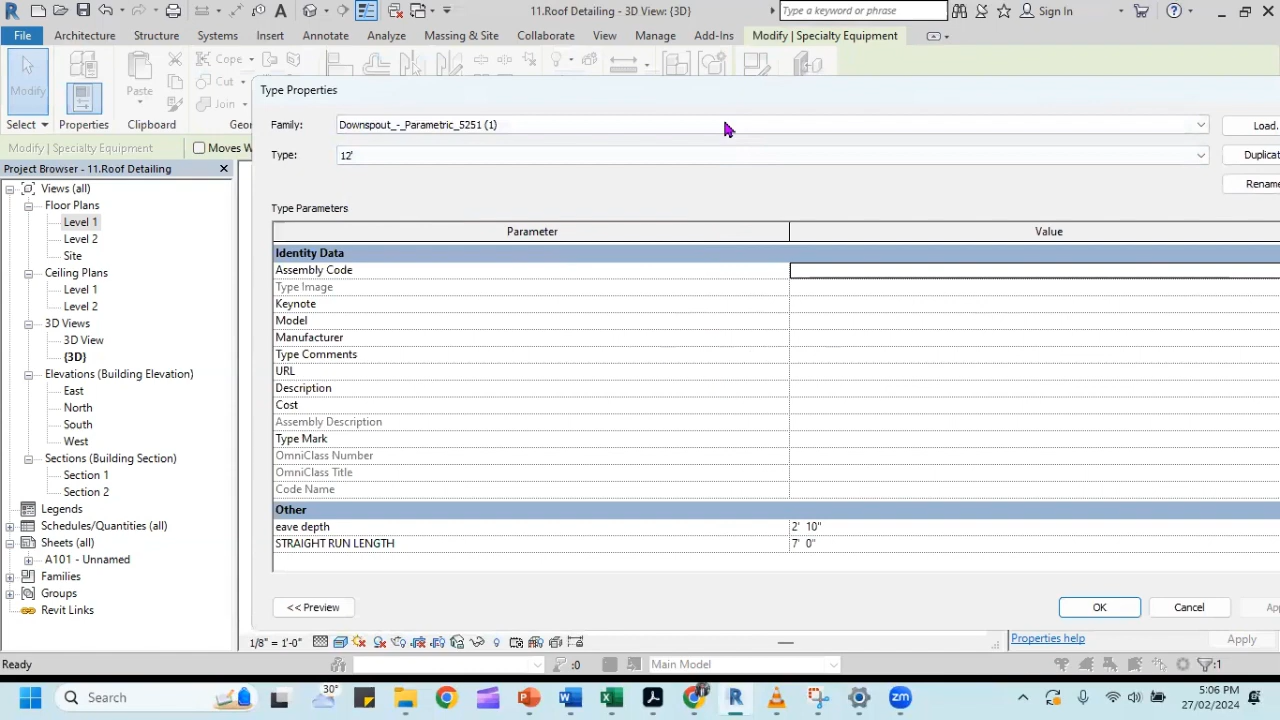 11.Roof Detailing - 3D View: {3D}
Type a keyword or phrase
Sign In
File
Architecture
Structure
Systems
Insert
Annotate
Analyze
Massing & Site
Collaborate
View
Manage
Add-Ins
Modify | Specialty Equipment
Modify
Paste
Cope
Cut
Join
Select
Properties
Clipboard
Geor
Modify | Specialty Equipment
Moves W
Project Browser - 11.Roof Detailing
Views (all)
Floor Plans
Level 1
Level 2
Site
Ceiling Plans
Level 1
Level 2
3D Views
3D View
{3D}
Elevations (Building Elevation)
East
North
South
West
Sections (Building Section)
Section 1
Section 2
Legends
Schedules/Quantities (all)
Sheets (all)
A101 - Unnamed
Families
Groups
Revit Links
Type Properties
Family:
Downspout_-_Parametric_5251 (1)
Load.
Type:
12'
Duplicat
Rename
Type Parameters
Parameter
Value
Identity Data
Assembly Code
Type Image
Keynote
Model
Manufacturer
Type Comments
URL
Description
Cost
Assembly Description
Type Mark
OmniClass Number
OmniClass Title
Code Name
Other
eave depth
2' 10"
STRAIGHT RUN LENGTH
7' 0"
<< Preview
OK
Cancel
Ap
1/8" = 1'-0"
Properties help
Apply
Ready
:0
Main Model
:1
Search
30°
5:06 PM
27/02/2024